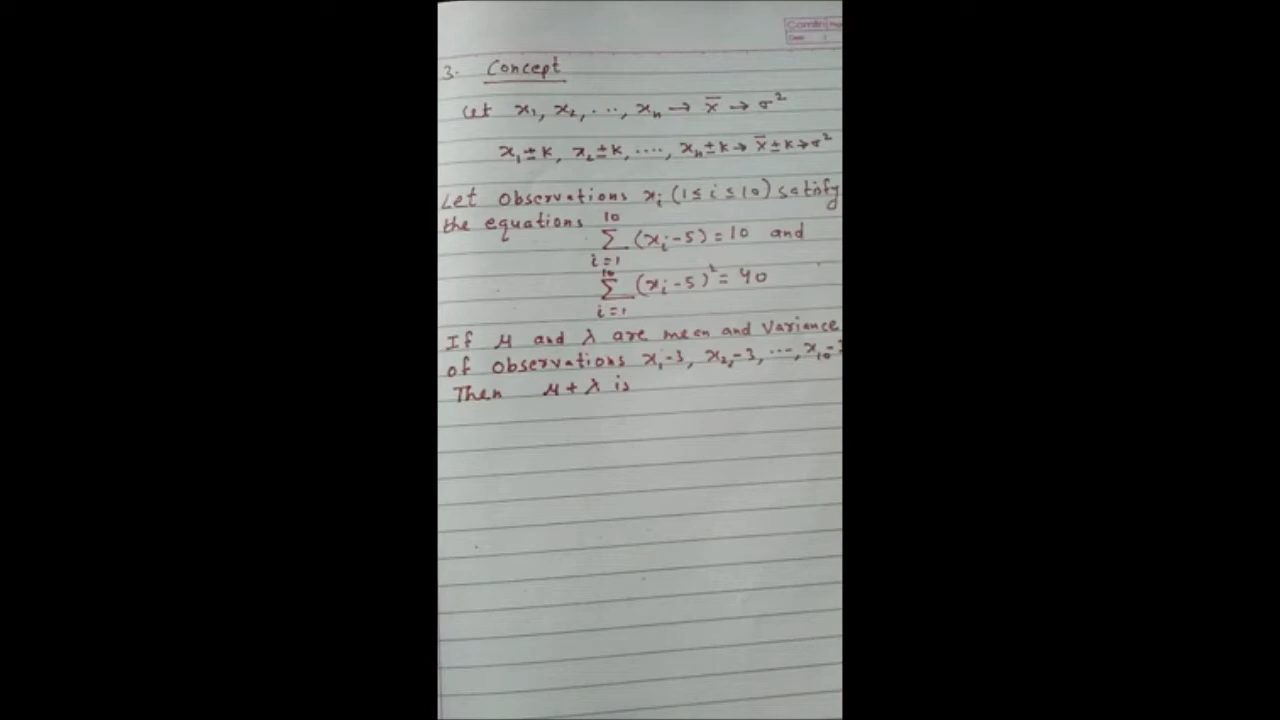 Camlin
Date
3. Concept
Let x₁, x₂, ..., xₙ → x̄ → σ²
x₁ ± k, x₂ ± k, ...., xₙ ± k → x̄ ± k → σ²
Let observations xᵢ (1 ≤ i ≤ 10) satisfy
the equations
10
∑ (xᵢ - 5) = 10 and
i = 1
10
∑ (xᵢ - 5)² = 40
i = 1
If μ and λ are mean and variance
of observations x₁-3, x₂-3, ..., x₁₀-3
Then μ + λ is